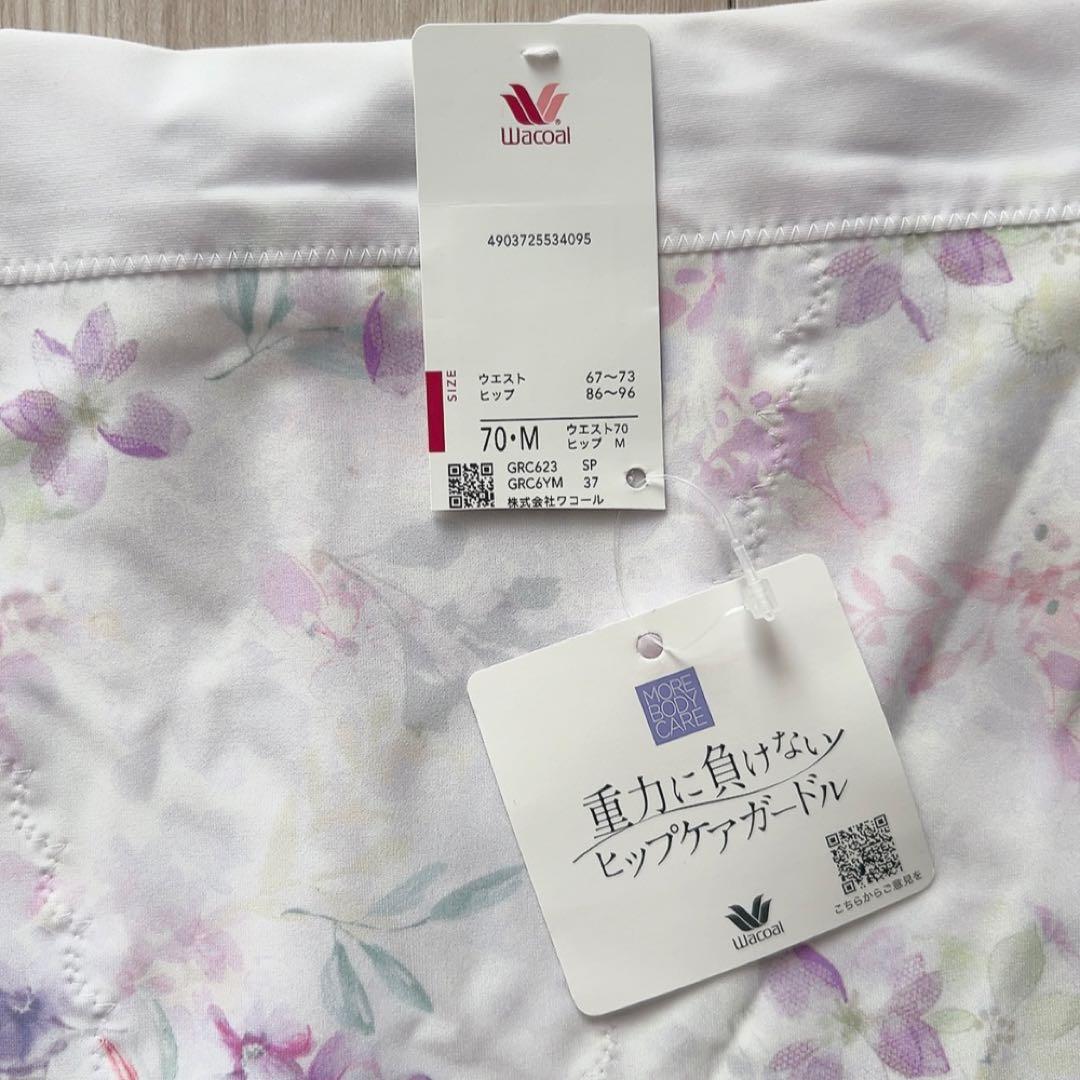 Wacoal
4903725534095
SIZE
ウエスト 67〜73
ヒップ 86〜96
70・M ウエスト70
ヒップ M
GRC623 SP
GRC6YM 37
株式会社ワコール
MORE
BODY
CARE
重力に負けない
ヒップケアガードル
こちらからご意見を
Wacoal